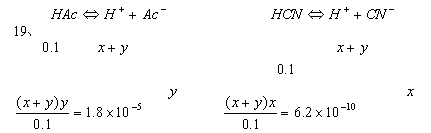 HAc ⇔ H⁺ + Ac⁻ HCN ⇔ H⁺ + CN⁻
19、
0.1 x + y x + y
0.1
y x
(x + y)y / 0.1 = 1.8×10⁻⁵ (x + y)x / 0.1 = 6.2×10⁻¹⁰